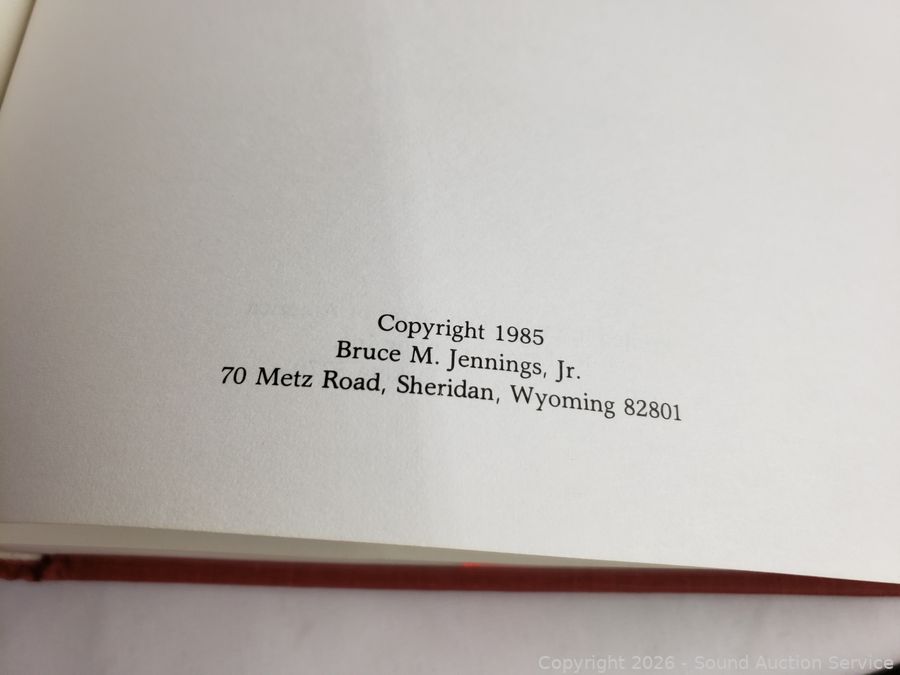 Copyright 1985
Bruce M. Jennings, Jr.
70 Metz Road, Sheridan, Wyoming 82801
Copyright 2026 - Sound Auction Service